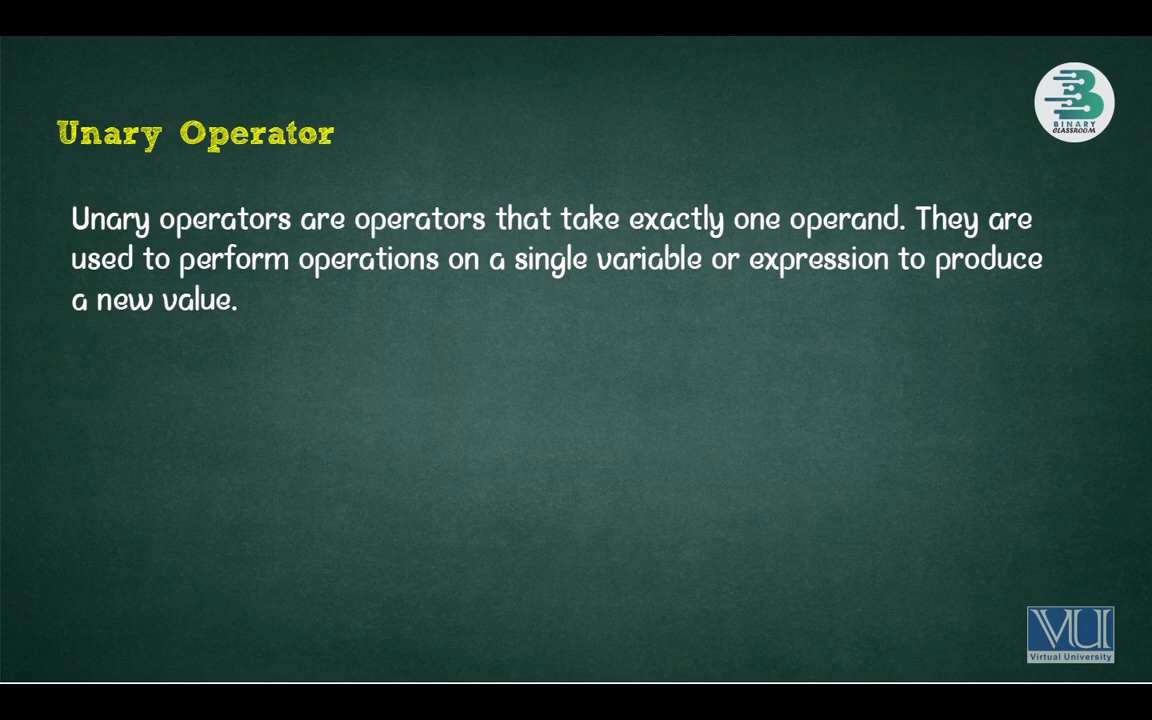 BINARY
CLASSROOM
Unary Operator
Unary operators are operators that take exactly one operand. They are
used to perform operations on a single variable or expression to produce
a new value.
VU
Virtual University